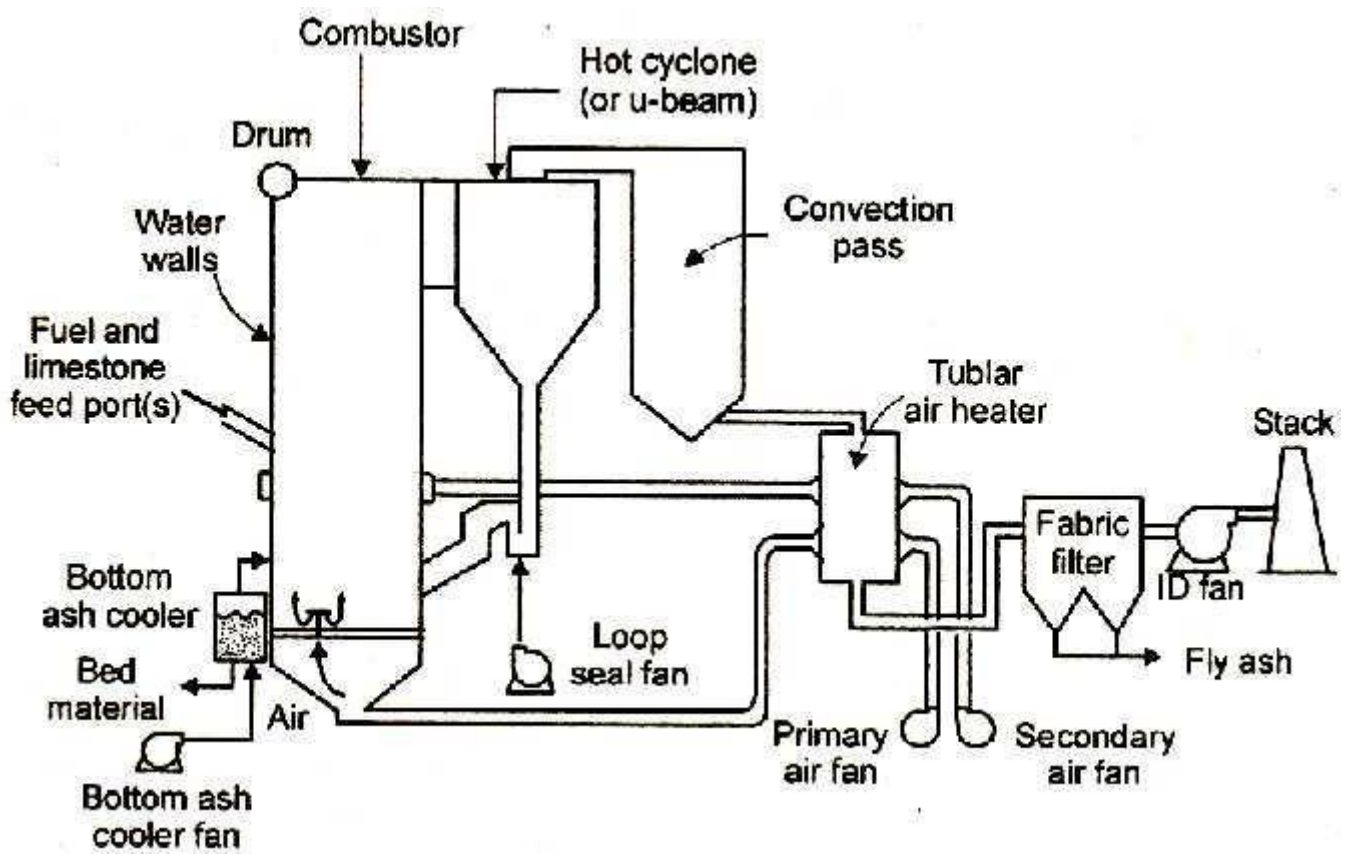 Combustor
Hot cyclone
(or u-beam)
Drum
Water
walls
Convection
pass
Fuel and
limestone
feed port(s)
Tublar
air heater
Stack
Fabric
filter
ID fan
Bottom
ash cooler
Loop
seal fan
Fly ash
Bed
material
Air
Primary
air fan
Secondary
air fan
Bottom ash
cooler fan